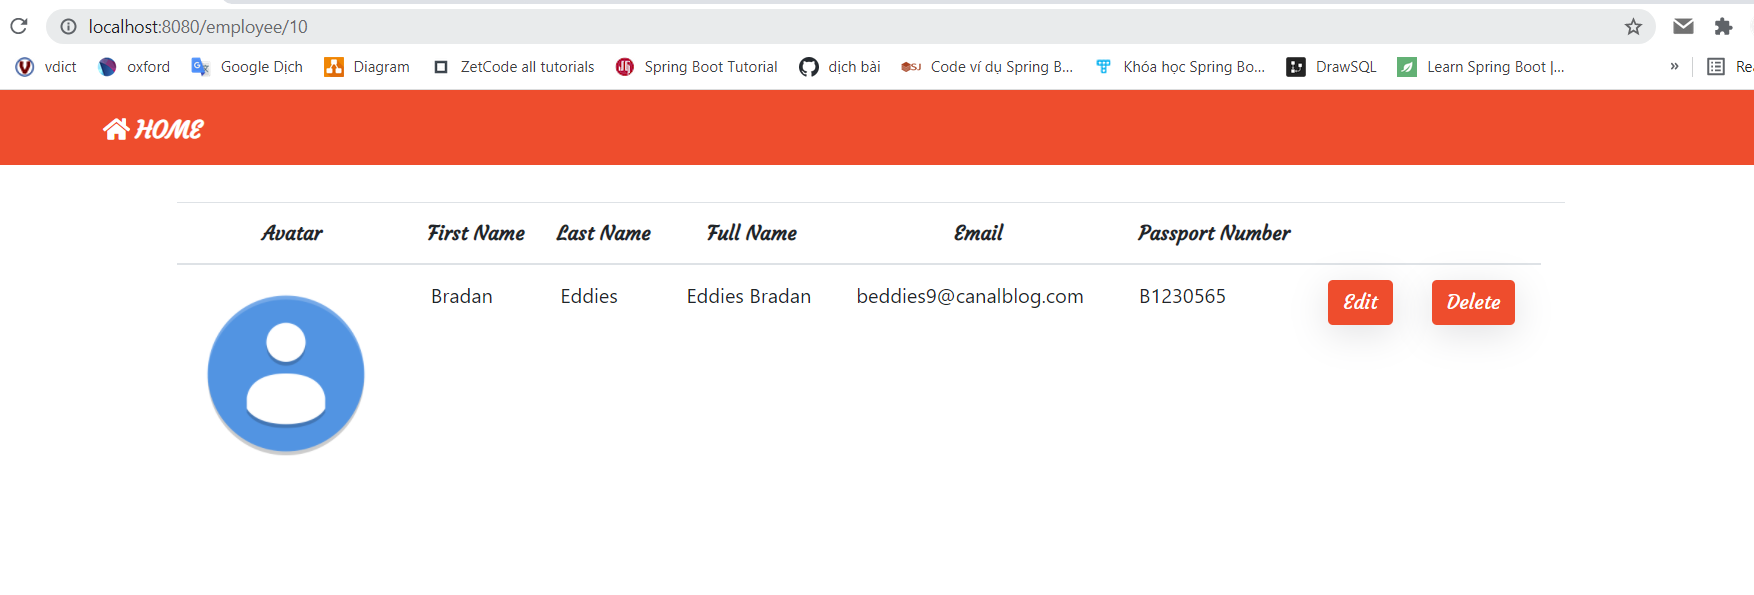 localhost:8080/employee/10
vdict oxford Google Dịch Diagram ZetCode all tutorials Spring Boot Tutorial dịch bài Code ví dụ Spring B... Khóa học Spring Bo... DrawSQL Learn Spring Boot |... »
HOME
Avatar First Name Last Name Full Name Email Passport Number
Bradan Eddies Eddies Bradan beddies9@canalblog.com B1230565 Edit Delete